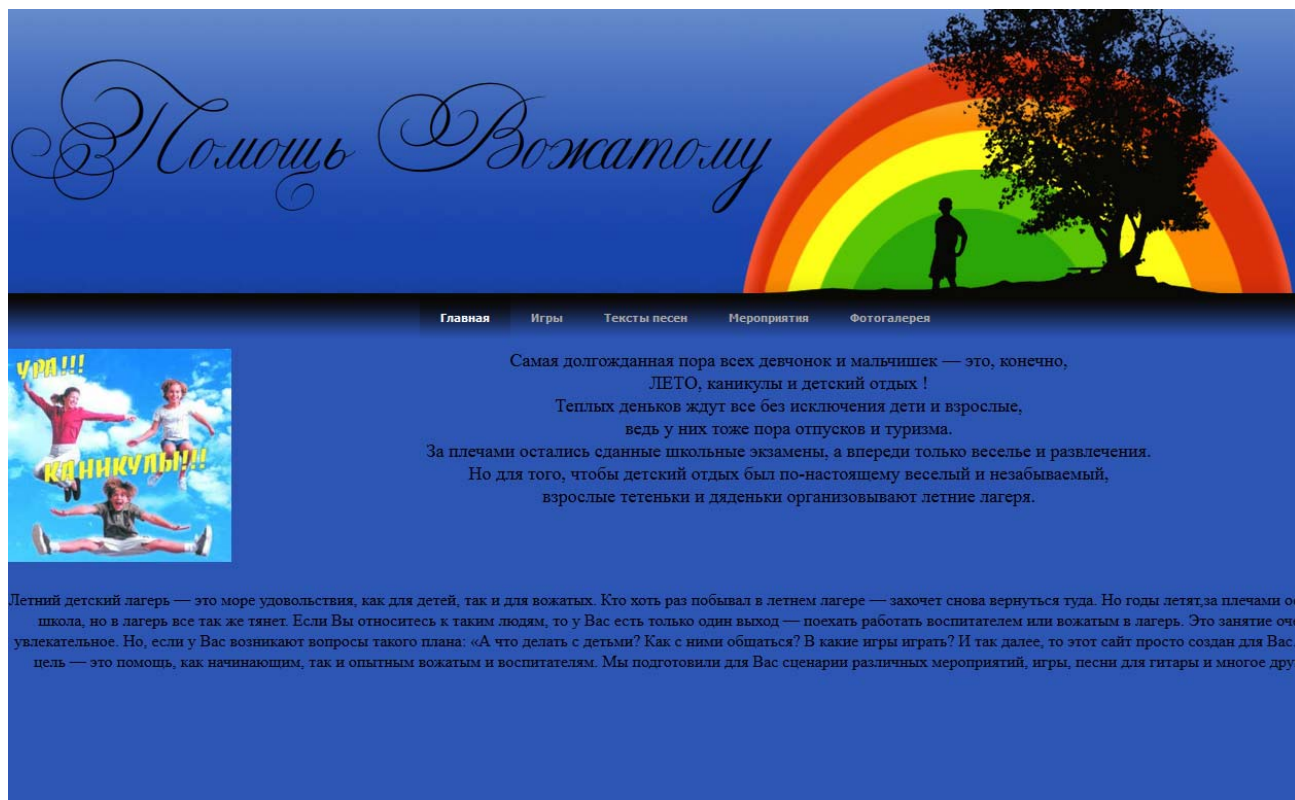 Помощь Вожатому
Главная Игры Тексты песен Мероприятия Фотогалерея
УРА!!!
КАНИКУЛЫ!!!
Самая долгожданная пора всех девчонок и мальчишек — это, конечно,
ЛЕТО, каникулы и детский отдых !
Теплых деньков ждут все без исключения дети и взрослые,
ведь у них тоже пора отпусков и туризма.
За плечами остались сданные школьные экзамены, а впереди только веселье и развлечения.
Но для того, чтобы детский отдых был по-настоящему веселый и незабываемый,
взрослые тетеньки и дяденьки организовывают летние лагеря.
Летний детский лагерь — это море удовольствия, как для детей, так и для вожатых. Кто хоть раз побывал в летнем лагере — захочет снова вернуться туда. Но годы летят,за плечами
школа, но в лагерь все так же тянет. Если Вы относитесь к таким людям, то у Вас есть только один выход — поехать работать воспитателем или вожатым в лагерь. Это занятие
увлекательное. Но, если у Вас возникают вопросы такого плана: «А что делать с детьми? Как с ними общаться? В какие игры играть? И так далее, то этот сайт просто создан для Вас.
цель — это помощь, как начинающим, так и опытным вожатым и воспитателям. Мы подготовили для Вас сценарии различных мероприятий, игры, песни для гитары и многое